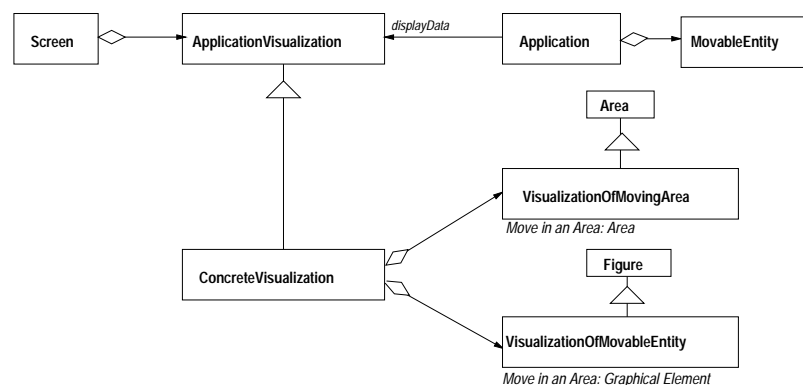 displayData
Screen
ApplicationVisualization
Application
MovableEntity
Area
VisualizationOfMovingArea
Move in an Area: Area
Figure
ConcreteVisualization
VisualizationOfMovableEntity
Move in an Area: Graphical Element